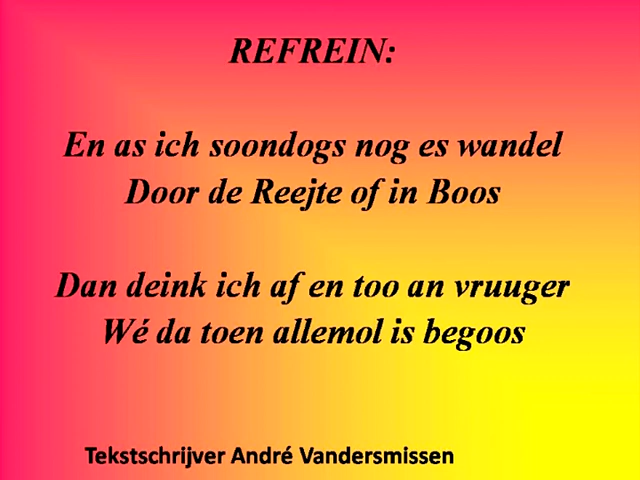 REFREIN:
En as ich soondogs nog es wandel
Door de Reejte of in Boos
Dan deink ich af en too an vruuger
Wé da toen allemol is begoos
Tekstschrijver André Vandersmissen